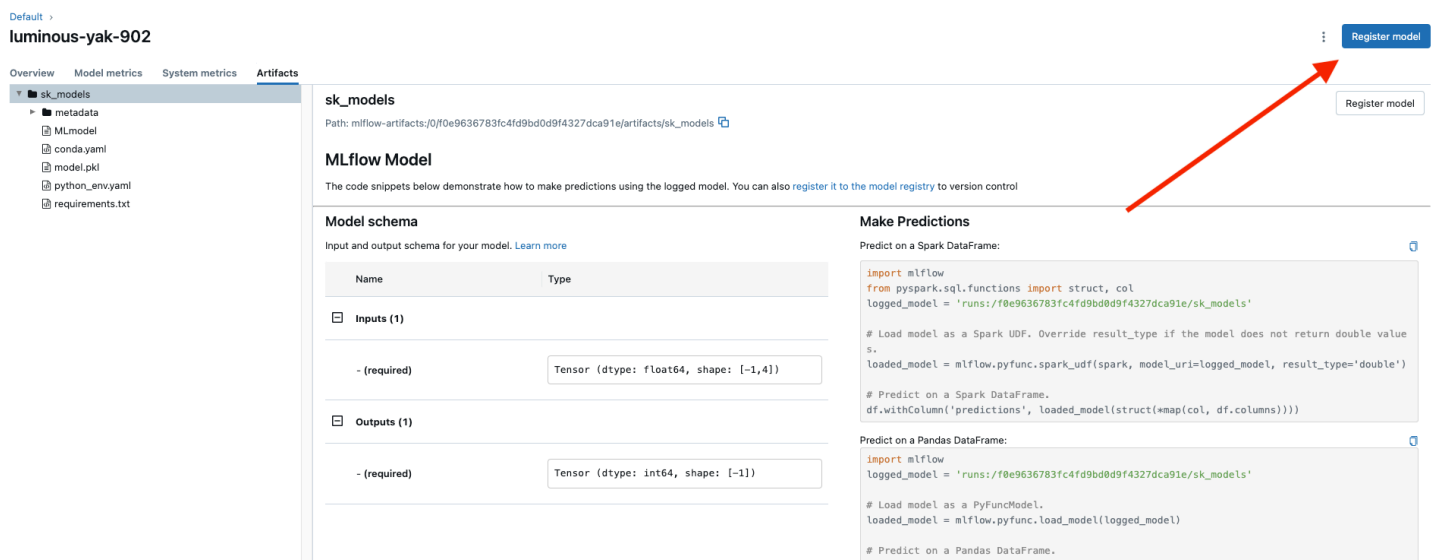 Default ›
luminous-yak-902
Register model
Overview Model metrics System metrics Artifacts
sk_models
metadata
MLmodel
conda.yaml
model.pkl
python_env.yaml
requirements.txt
sk_models
Register model
Path: mlflow-artifacts:/0/f0e9636783fc4fd9bd0d9f4327dca91e/artifacts/sk_models
MLflow Model
The code snippets below demonstrate how to make predictions using the logged model. You can also register it to the model registry to version control
Model schema
Input and output schema for your model. Learn more
Name Type
Inputs (1)
- (required) Tensor (dtype: float64, shape: [-1,4])
Outputs (1)
- (required) Tensor (dtype: int64, shape: [-1])
Make Predictions
Predict on a Spark DataFrame:
import mlflow
from pyspark.sql.functions import struct, col
logged_model = 'runs:/f0e9636783fc4fd9bd0d9f4327dca91e/sk_models'
# Load model as a Spark UDF. Override result_type if the model does not return double value
s.
loaded_model = mlflow.pyfunc.spark_udf(spark, model_uri=logged_model, result_type='double')
# Predict on a Spark DataFrame.
df.withColumn('predictions', loaded_model(struct(*map(col, df.columns))))
Predict on a Pandas DataFrame:
import mlflow
logged_model = 'runs:/f0e9636783fc4fd9bd0d9f4327dca91e/sk_models'
# Load model as a PyFuncModel.
loaded_model = mlflow.pyfunc.load_model(logged_model)
# Predict on a Pandas DataFrame.